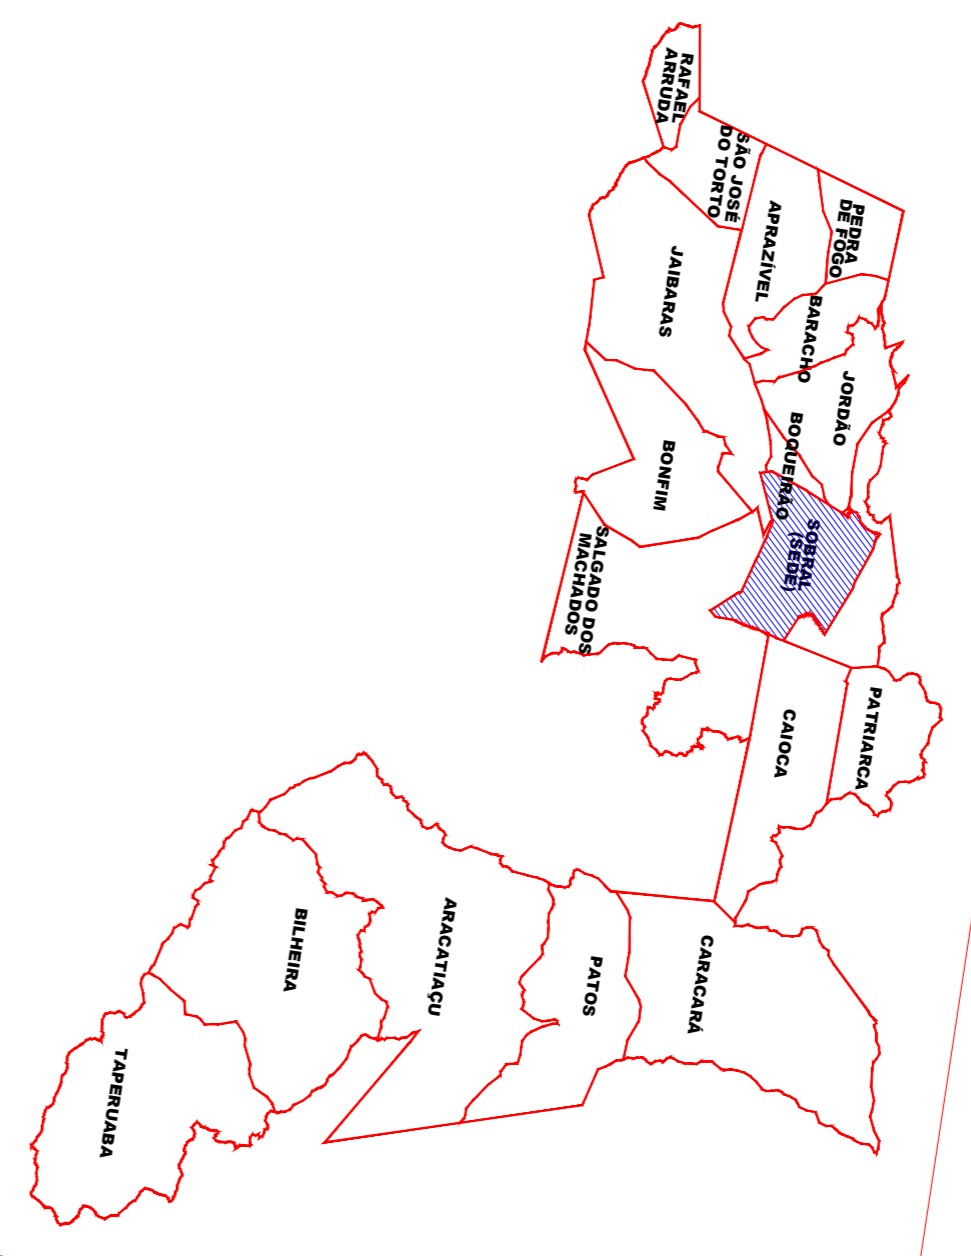 RAFAEL
ARRUDA
SÃO JOSÉ
DO TORTO
PEDRA
DE FOGO
APRAZÍVEL
JAIBARAS
BARACHO
JORDÃO
BOQUEIRÃO
BONFIM
SOBRAL
(SEDE)
SALGADO DOS
MACHADOS
PATRIARCA
CAIOCA
CARACARÁ
PATOS
ARACATIAÇU
BILHEIRA
TAPERUABA